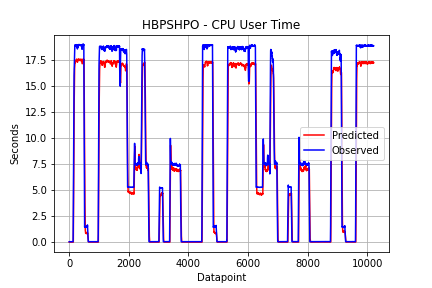 HBPSHPO - CPU User Time
Seconds
17.5
15.0
12.5
10.0
7.5
5.0
2.5
0.0
Predicted
Observed
0 2000 4000 6000 8000 10000
Datapoint